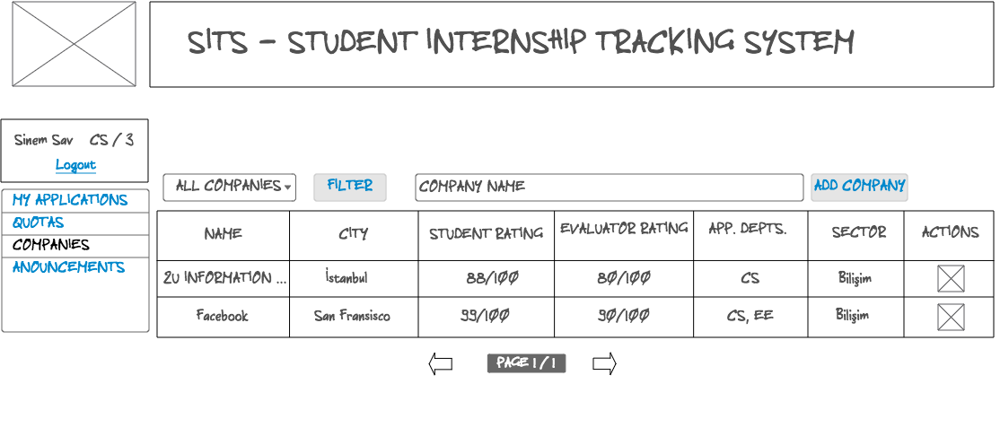 SITS - STUDENT INTERNSHIP TRACKING SYSTEM
Sinem Sav CS / 3
Logout
MY APPLICATIONS
QUOTAS
COMPANIES
ANOUNCEMENTS
ALL COMPANIES FILTER COMPANY NAME ADD COMPANY
NAME CITY STUDENT RATING EVALUATOR RATING APP. DEPTS. SECTOR ACTIONS
2U INFORMATION ... İstanbul 88/100 80/100 CS Bilişim
Facebook San Fransisco 99/100 90/100 CS, EE Bilişim
PAGE 1 / 1